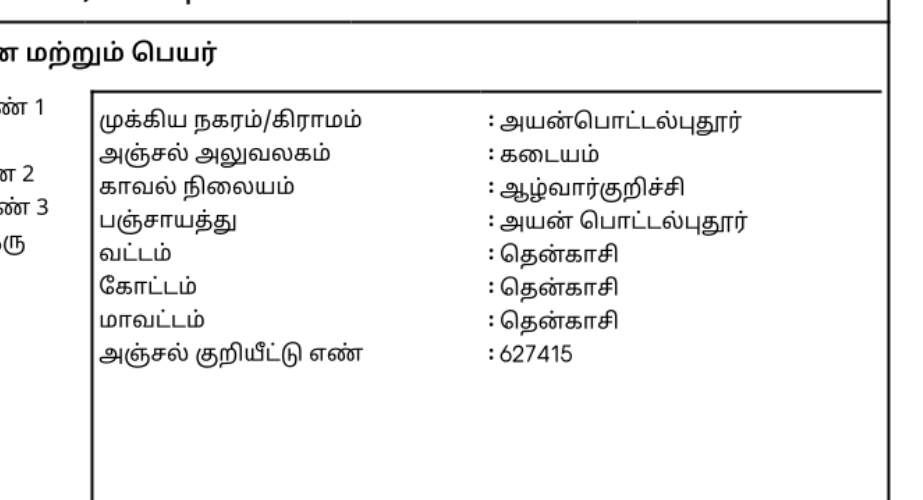 மற்றும் பெயர்
1
முக்கிய நகரம்/கிராமம் : அயன்பொட்டல்புதூர்
அஞ்சல் அலுவலகம் : கடையம்
2
காவல் நிலையம் : ஆழ்வார்குறிச்சி
3
பஞ்சாயத்து : அயன் பொட்டல்புதூர்
வட்டம் : தென்காசி
கோட்டம் : தென்காசி
மாவட்டம் : தென்காசி
அஞ்சல் குறியீட்டு எண் : 627415